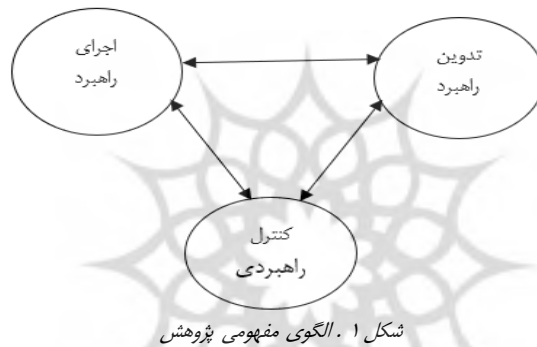 تدوین
راهبرد
اجرای
راهبرد
کنترل
راهبردی
شکل ۱ . الگوی مفهومی پژوهش